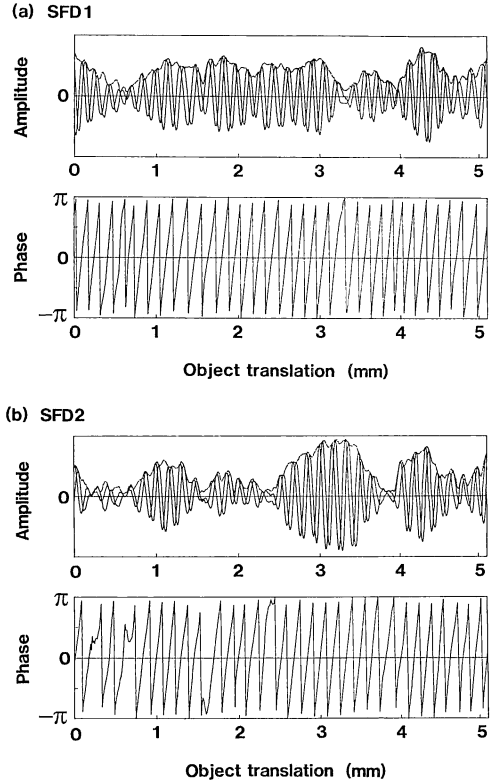 (a) SFD1
Amplitude
0
0 1 2 3 4 5
Phase
π
0
−π
0 1 2 3 4 5
Object translation (mm)
(b) SFD2
Amplitude
0
0 1 2 3 4 5
Phase
π
0
−π
0 1 2 3 4 5
Object translation (mm)